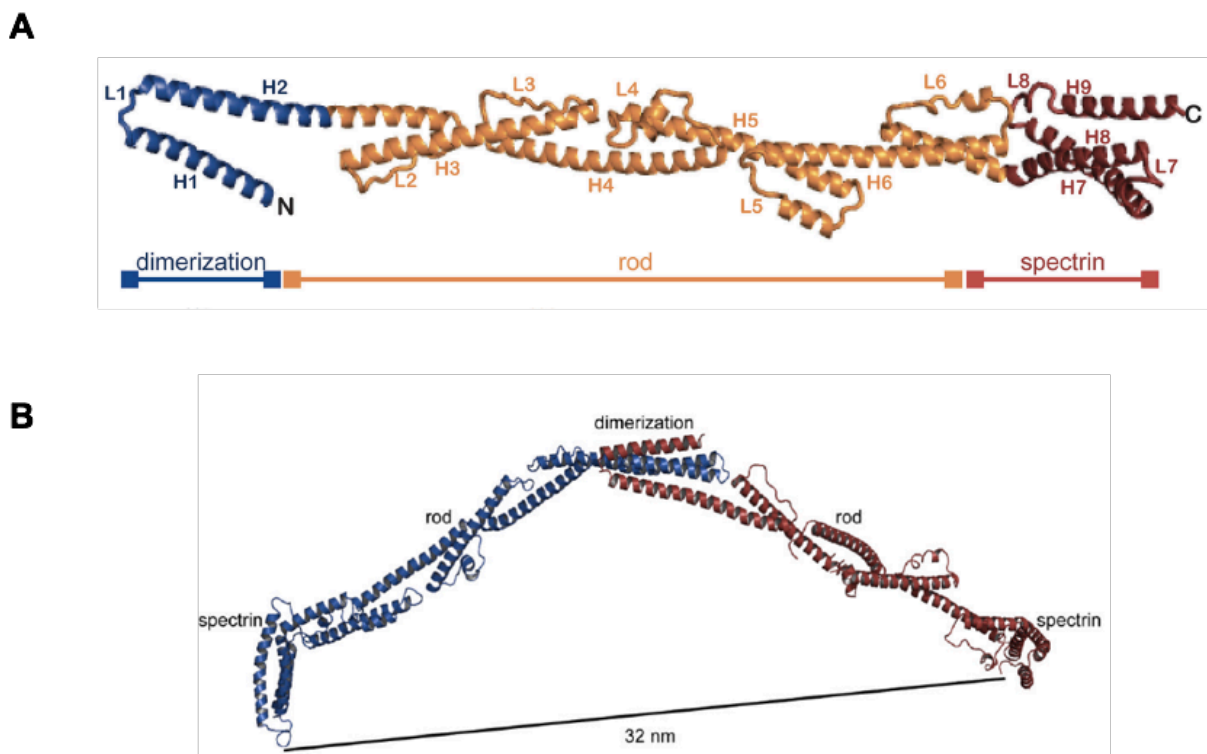 A
L1
H2
L3
L4
L6
L8
H9
C
H5
H1
L2
H3
H4
L5
H6
H8
H7
L7
N
dimerization
rod
spectrin
B
dimerization
rod
rod
spectrin
spectrin
32 nm